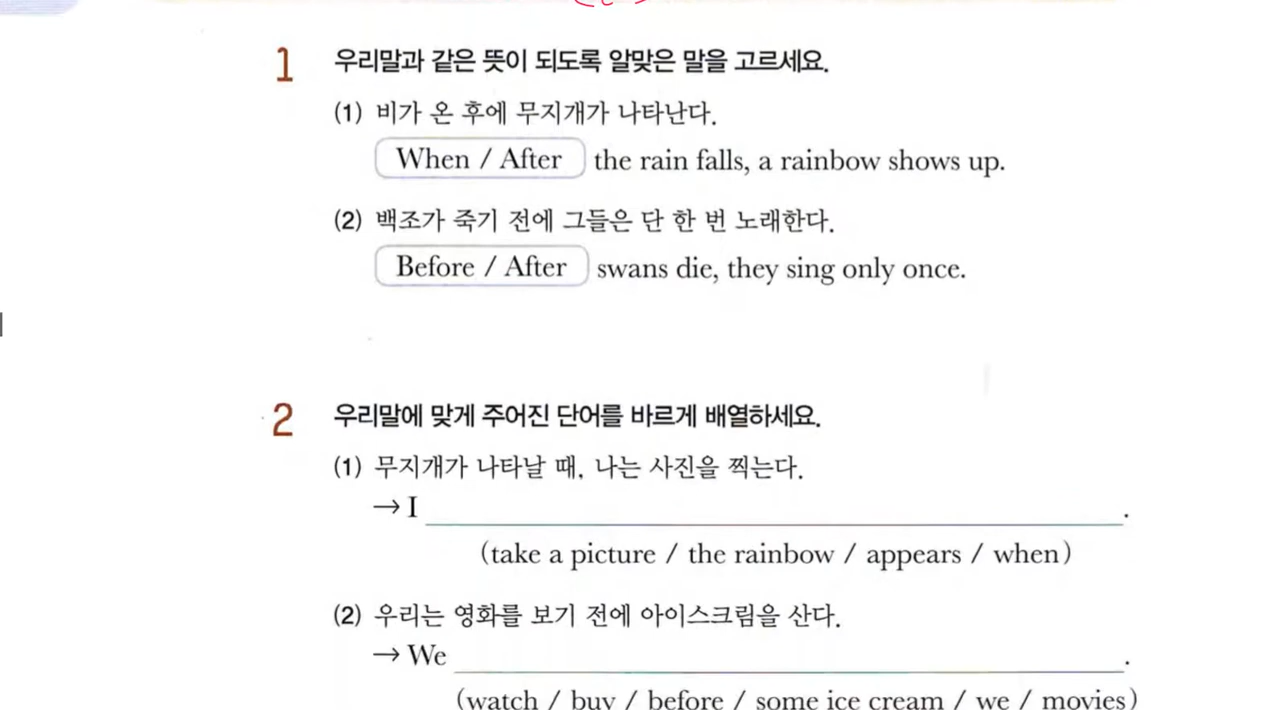 1 우리말과 같은 뜻이 되도록 알맞은 말을 고르세요.
(1) 비가 온 후에 무지개가 나타난다.
When / After the rain falls, a rainbow shows up.
(2) 백조가 죽기 전에 그들은 단 한 번 노래한다.
Before / After swans die, they sing only once.
2 우리말에 맞게 주어진 단어를 바르게 배열하세요.
(1) 무지개가 나타날 때, 나는 사진을 찍는다.
→ I .
(take a picture / the rainbow / appears / when)
(2) 우리는 영화를 보기 전에 아이스크림을 산다.
→ We .
(watch / buy / before / some ice cream / we / movies)